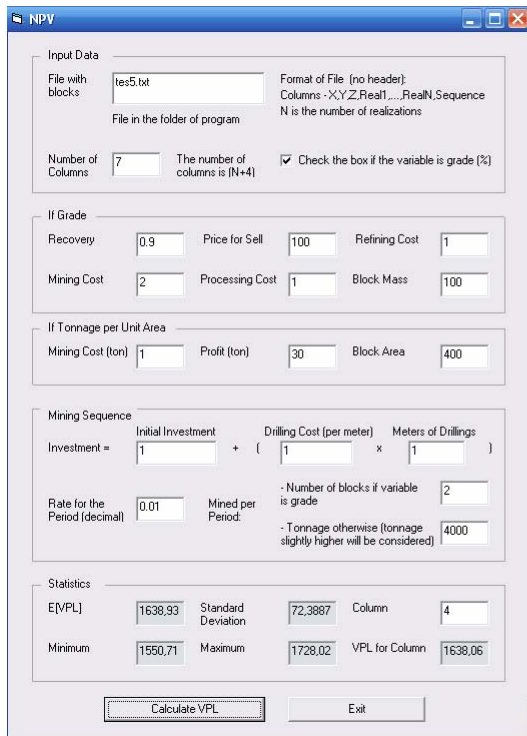 NPV
Input Data
File with blocks
tes5.txt
File in the folder of program
Format of File (no header):
Columns - X,Y,Z,Real1,...,RealN,Sequence
N is the number of realizations
Number of Columns
7
The number of columns is (N+4)
Check the box if the variable is grade (%)
If Grade
Recovery 0.9 Price for Sell 100 Refining Cost 1
Mining Cost 2 Processing Cost 1 Block Mass 100
If Tonnage per Unit Area
Mining Cost (ton) 1 Profit (ton) 30 Block Area 400
Mining Sequence
Initial Investment Drilling Cost (per meter) Meters of Drillings
Investment = 1 + ( 1 x 1 )
Rate for the Period (decimal)
0.01
Mined per Period:
- Number of blocks if variable is grade
2
- Tonnage otherwise (tonnage slightly higher will be considered)
4000
Statistics
E[VPL] 1638,93 Standard Deviation 72,3887 Column 4
Minimum 1550,71 Maximum 1728,02 VPL for Column 1638,06
Calculate VPL Exit